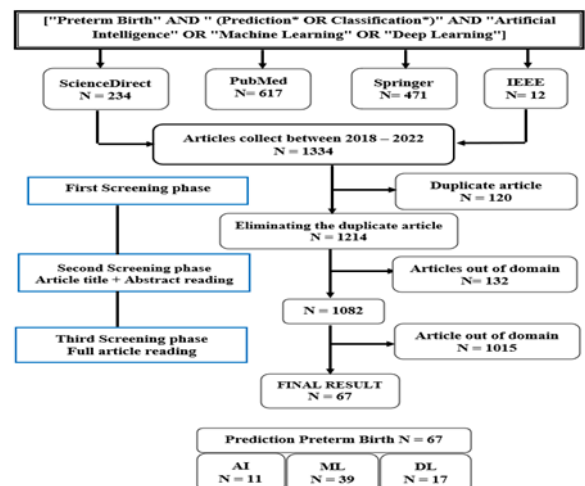 ["Preterm Birth" AND " (Prediction* OR Classification*)" AND "Artificial
Intelligence" OR "Machine Learning" OR "Deep Learning"]
ScienceDirect
N = 234
PubMed
N= 617
Springer
N= 471
IEEE
N= 12
Articles collect between 2018 – 2022
N = 1334
First Screening phase
Duplicate article
N = 120
Eliminating the duplicate article
N = 1214
Second Screening phase
Article title + Abstract reading
Articles out of domain
N= 132
N = 1082
Third Screening phase
Full article reading
Article out of domain
N = 1015
FINAL RESULT
N = 67
Prediction Preterm Birth N = 67
AI
N = 11
ML
N = 39
DL
N = 17